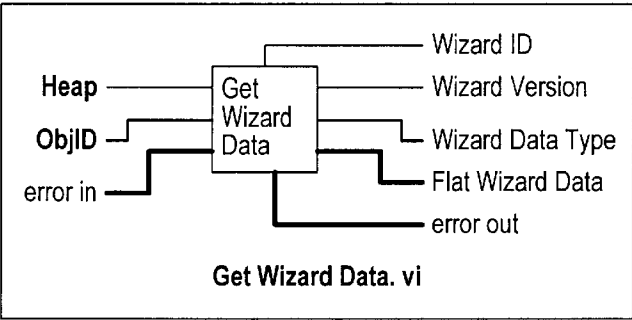 Wizard ID
Heap
Get
Wizard
Data
Wizard Version
ObjID
Wizard Data Type
Flat Wizard Data
error in
error out
Get Wizard Data. vi